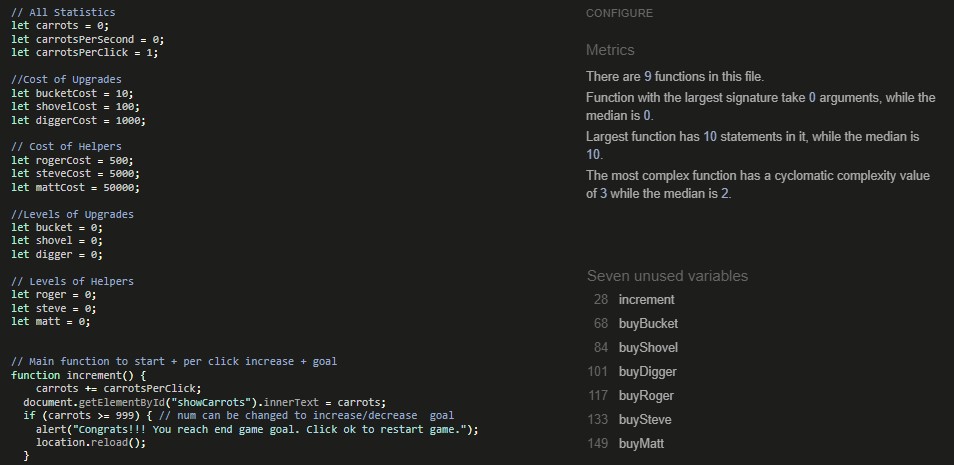 // All Statistics
let carrots = 0;
let carrotsPerSecond = 0;
let carrotsPerClick = 1;
//Cost of Upgrades
let bucketCost = 10;
let shovelCost = 100;
let diggerCost = 1000;
// Cost of Helpers
let rogerCost = 500;
let steveCost = 5000;
let mattCost = 50000;
//Levels of Upgrades
let bucket = 0;
let shovel = 0;
let digger = 0;
// Levels of Helpers
let roger = 0;
let steve = 0;
let matt = 0;
// Main function to start + per click increase + goal
function increment() {
carrots += carrotsPerClick;
document.getElementById("showCarrots").innerText = carrots;
if (carrots >= 999) { // num can be changed to increase/decrease  goal
alert("Congrats!!! You reach end game goal. Click ok to restart game.");
location.reload();
}
CONFIGURE
Metrics
There are 9 functions in this file.
Function with the largest signature take 0 arguments, while the
median is 0.
Largest function has 10 statements in it, while the median is
10.
The most complex function has a cyclomatic complexity value
of 3 while the median is 2.
Seven unused variables
28 increment
68 buyBucket
84 buyShovel
101 buyDigger
117 buyRoger
133 buySteve
149 buyMatt